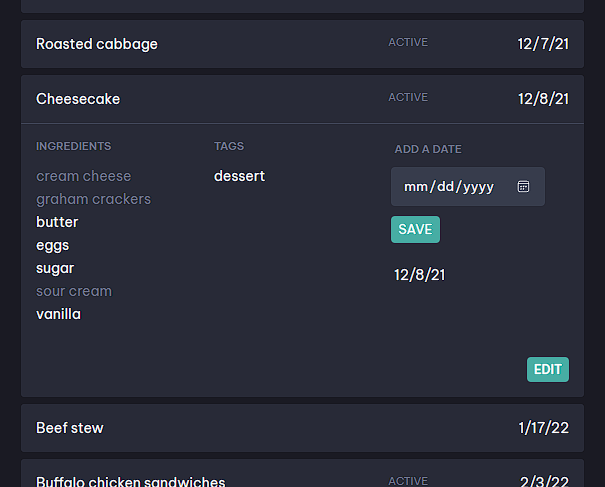 Roasted cabbage ACTIVE 12/7/21
Cheesecake ACTIVE 12/8/21
INGREDIENTS TAGS ADD A DATE
cream cheese dessert mm/dd/yyyy
graham crackers
butter SAVE
eggs
sugar 12/8/21
sour cream
vanilla
EDIT
Beef stew 1/17/22
Buffalo chicken sandwiches ACTIVE 2/3/22